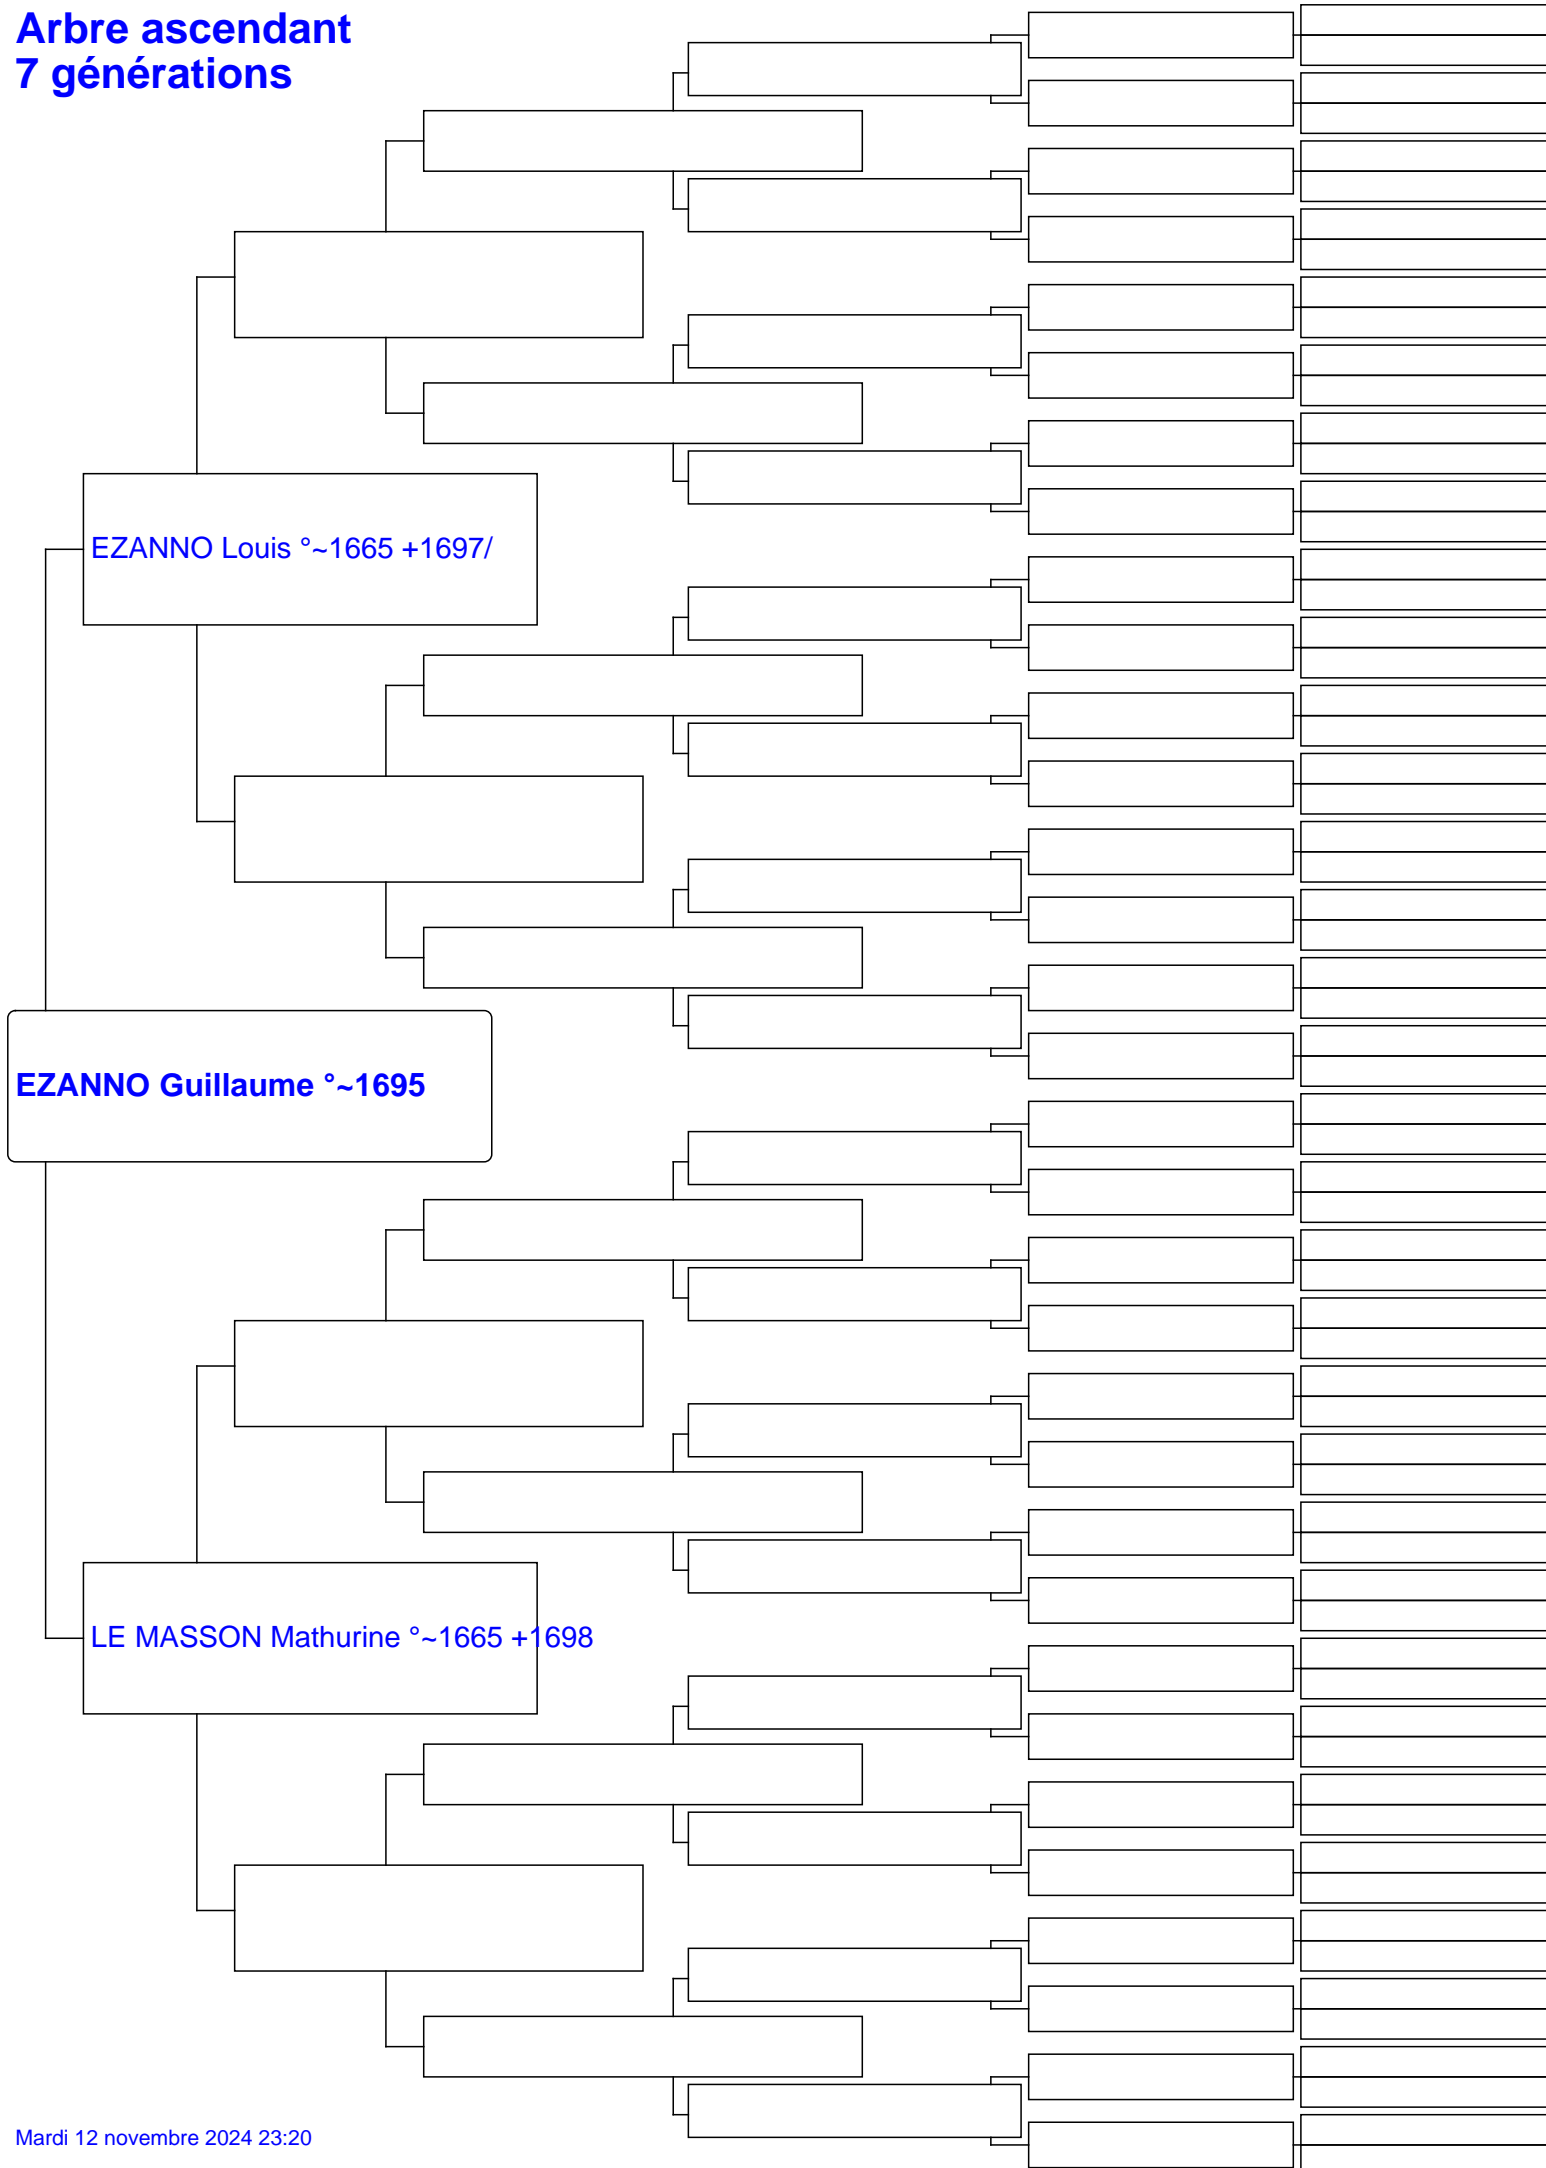 Arbre ascendant
7 générations
EZANNO Louis °~1665 +1697/
EZANNO Guillaume °~1695
LE MASSON Mathurine °~1665 +1698
Mardi 12 novembre 2024 23:20